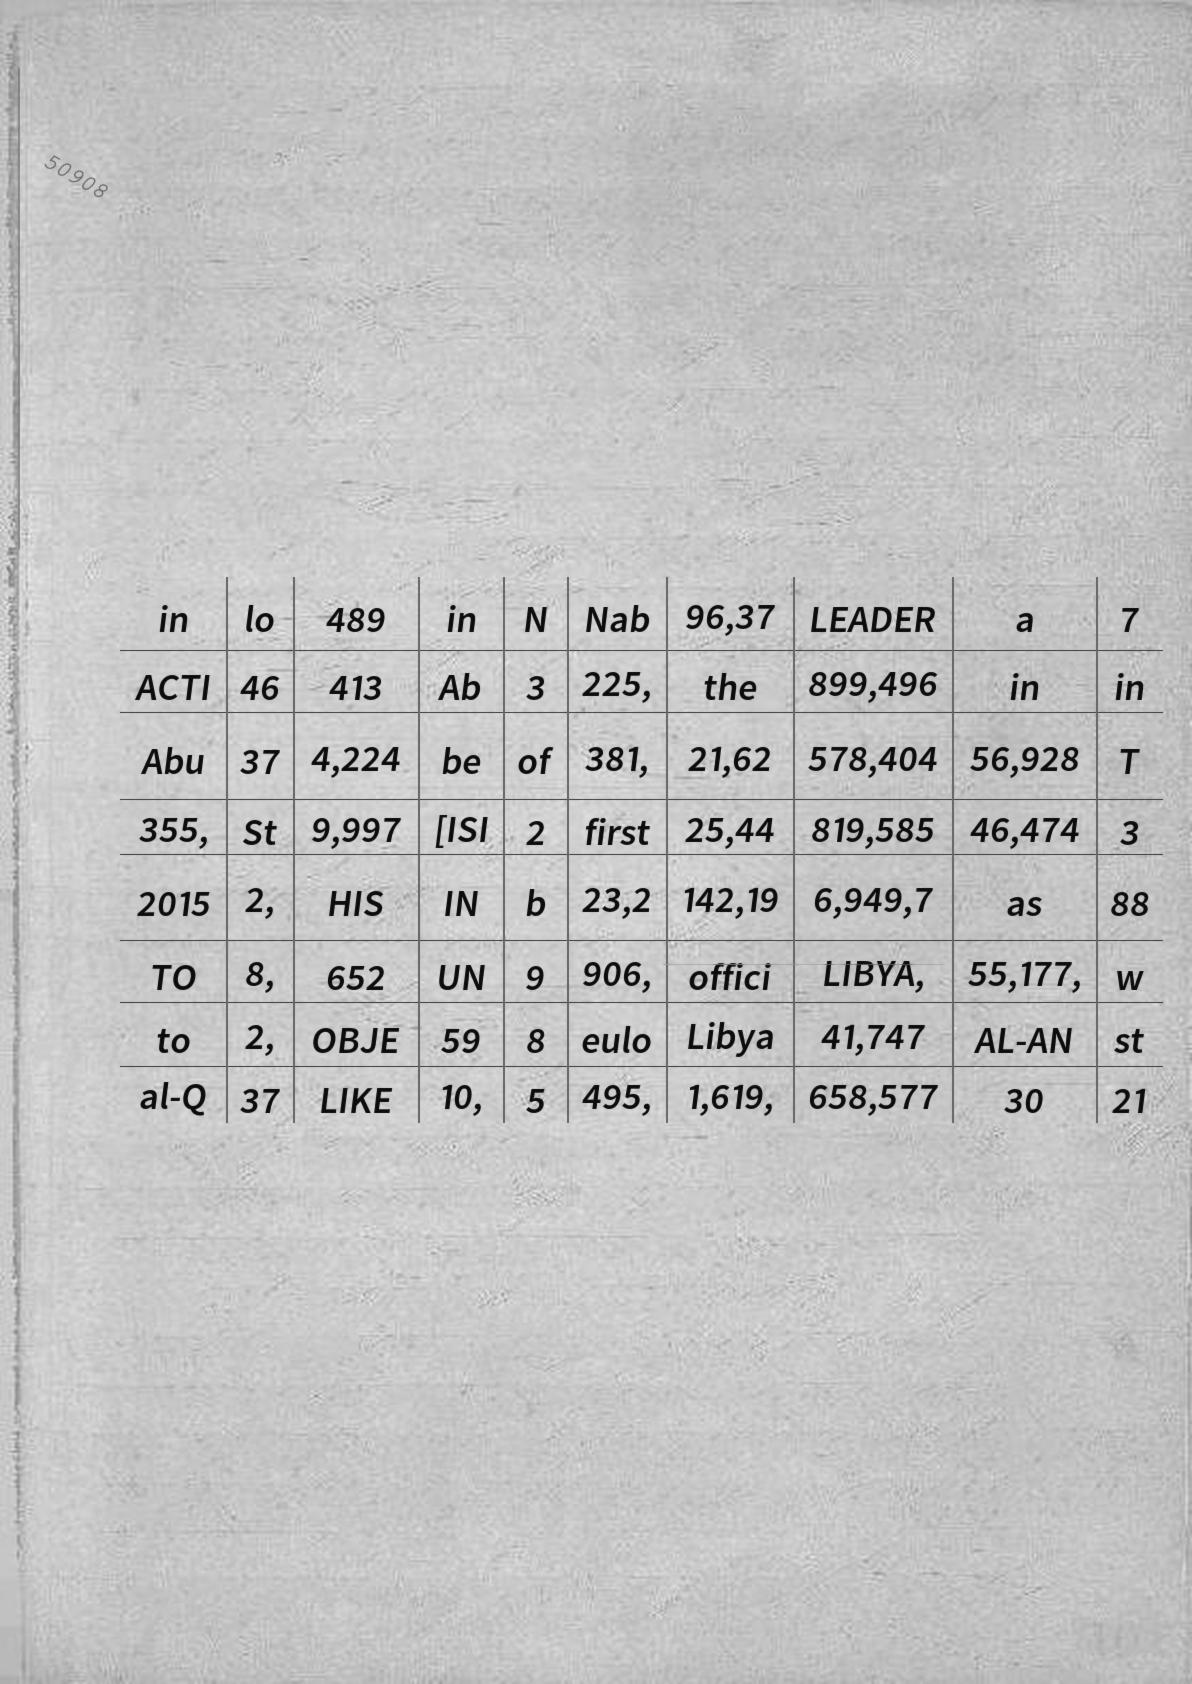 50908
in lo 489 in N Nab 96,37 LEADER a 7
ACTI 46 413 Ab 3 225, the 899,496 in in
Abu 37 4,224 be of 381, 21,62 578,404 56,928 T
355, St 9,997 [ISI 2 first 25,44 819,585 46,474 3
2015 2, HIS IN b 23,2 142,19 6,949,7 as 88
TO 8, 652 UN 9 906, offici LIBYA, 55,177, w
to 2, OBJE 59 8 eulo Libya 41,747 AL-AN st
al-Q 37 LIKE 10, 5 495, 1,619, 658,577 30 21